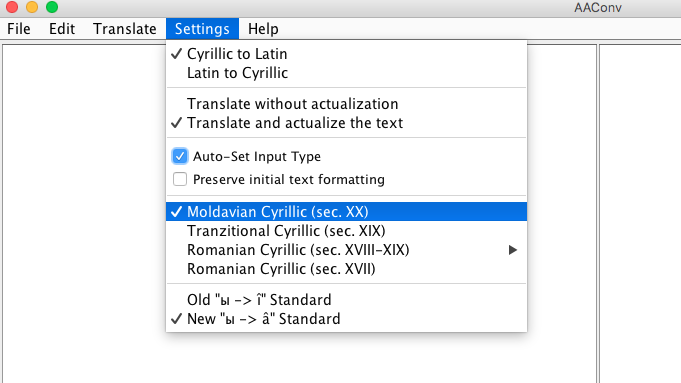 AAConv
File Edit Translate Settings Help
Cyrillic to Latin
Latin to Cyrillic
Translate without actualization
Translate and actualize the text
Auto-Set Input Type
Preserve initial text formatting
Moldavian Cyrillic (sec. XX)
Tranzitional Cyrillic (sec. XIX)
Romanian Cyrillic (sec. XVIII-XIX)
Romanian Cyrillic (sec. XVII)
Old "ы -> î" Standard
New "ы -> â" Standard